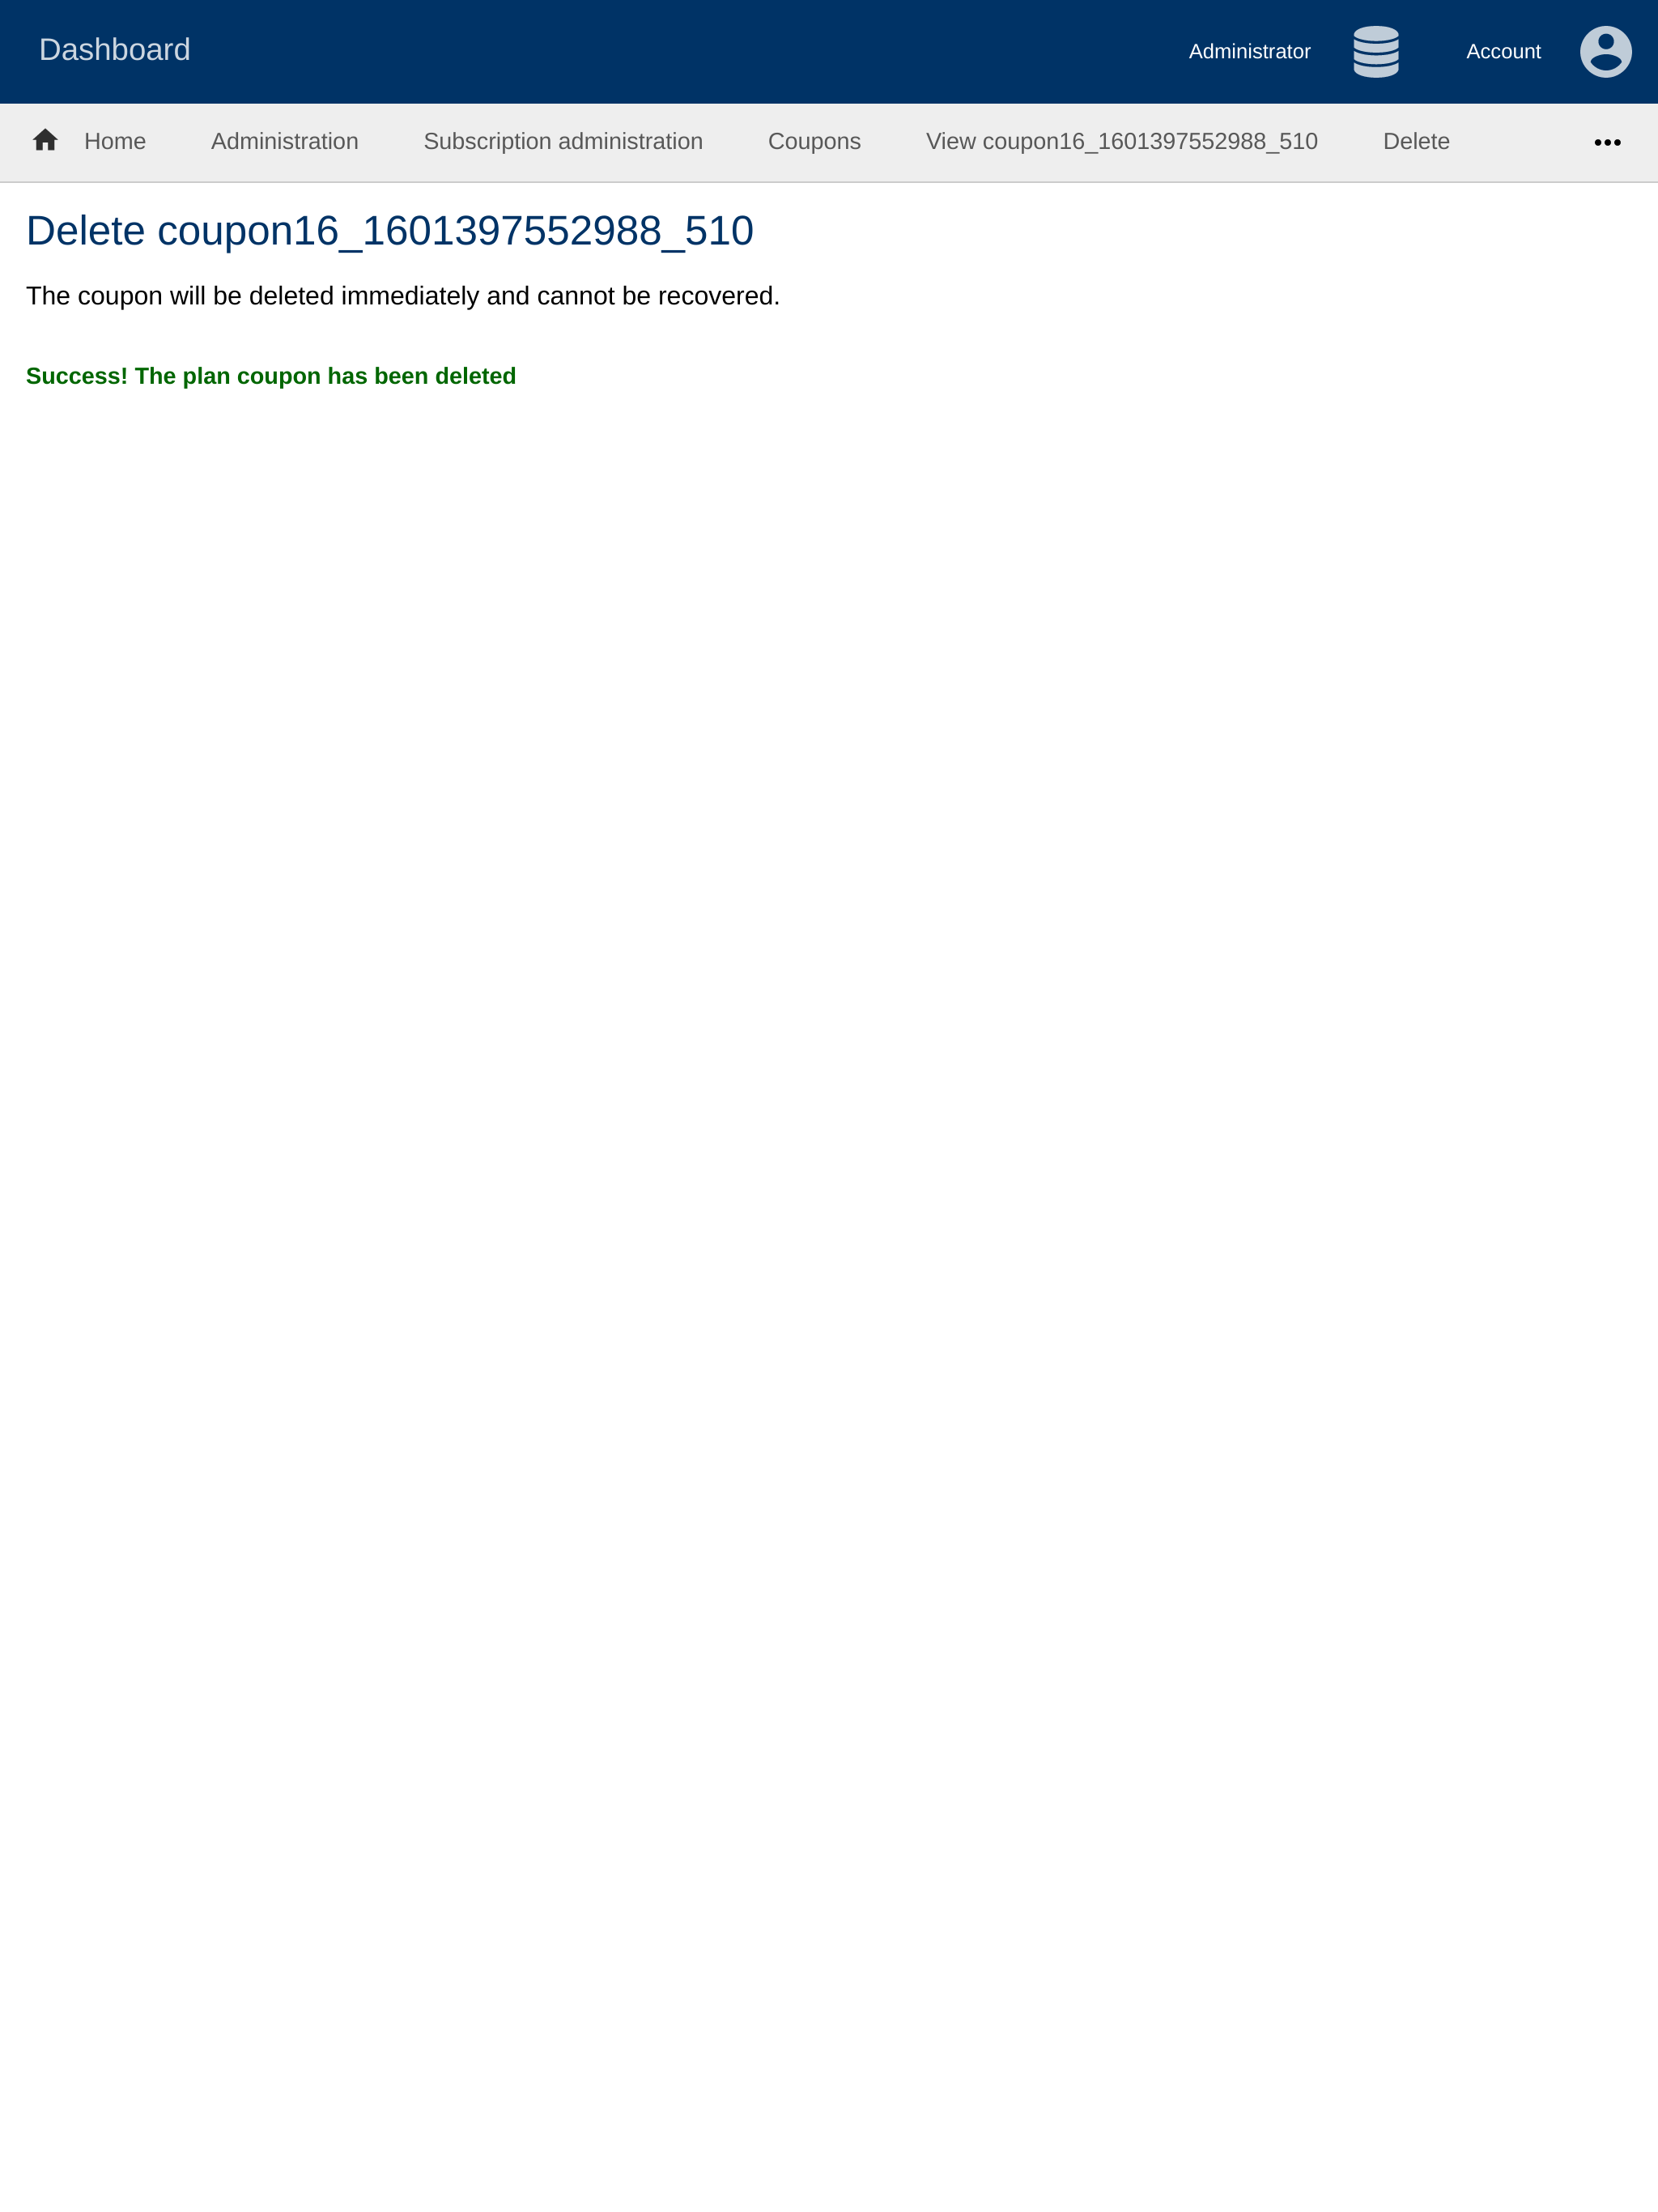 Dashboard
Administrator
Account
Home
Administration
Subscription administration
Coupons
View coupon16_1601397552988_510
Delete
Delete coupon16_1601397552988_510
The coupon will be deleted immediately and cannot be recovered.
Success! The plan coupon has been deleted